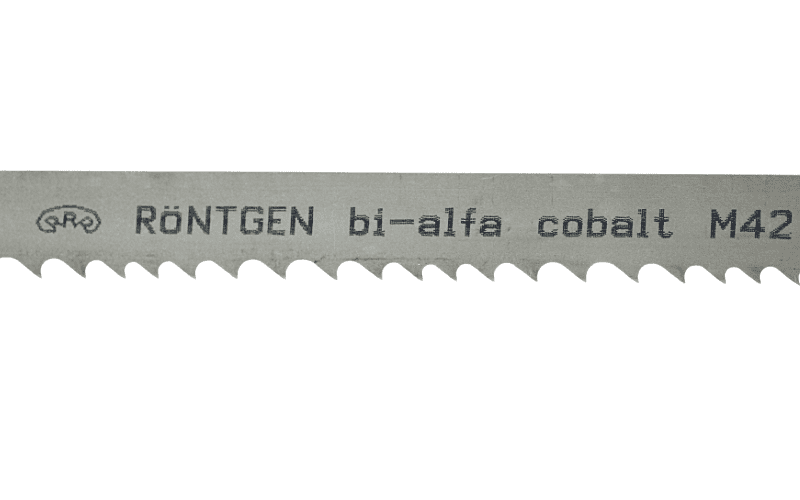 R RöNTGEN bi-alfa cobalt M42